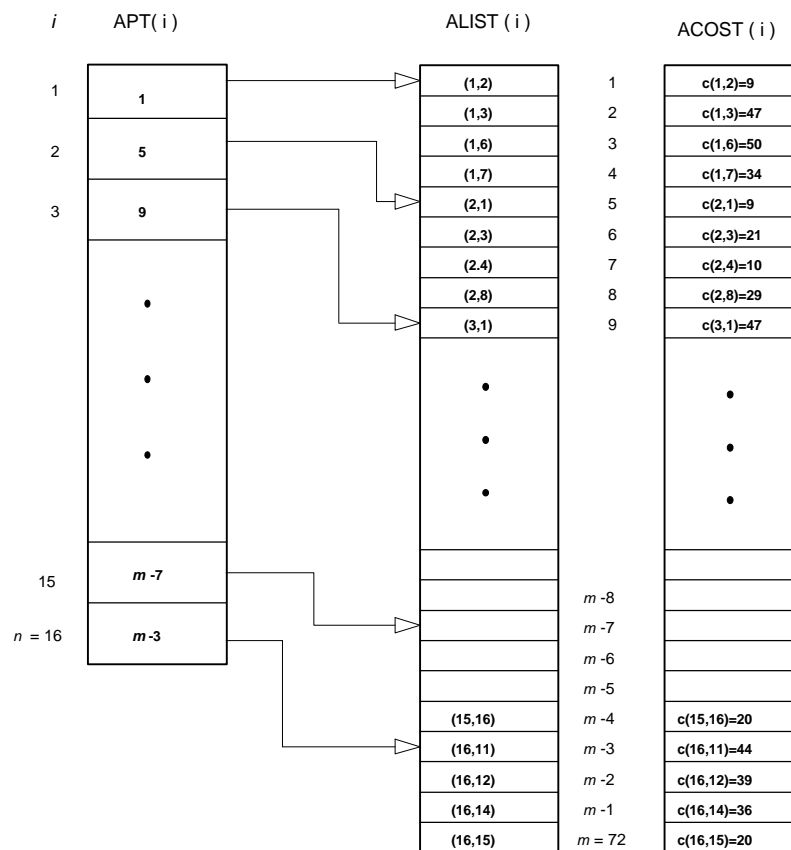 i APT( i ) ALIST ( i ) ACOST ( i )
1 1 (1,2) 1 c(1,2)=9
(1,3) 2 c(1,3)=47
2 5 (1,6) 3 c(1,6)=50
(1,7) 4 c(1,7)=34
3 9 (2,1) 5 c(2,1)=9
(2,3) 6 c(2,3)=21
(2.4) 7 c(2,4)=10
(2,8) 8 c(2,8)=29
(3,1) 9 c(3,1)=47
15 m -7 m -8
m -7
n = 16 m -3 m -6
m -5
(15,16) m -4 c(15,16)=20
(16,11) m -3 c(16,11)=44
(16,12) m -2 c(16,12)=39
(16,14) m -1 c(16,14)=36
(16,15) m = 72 c(16,15)=20